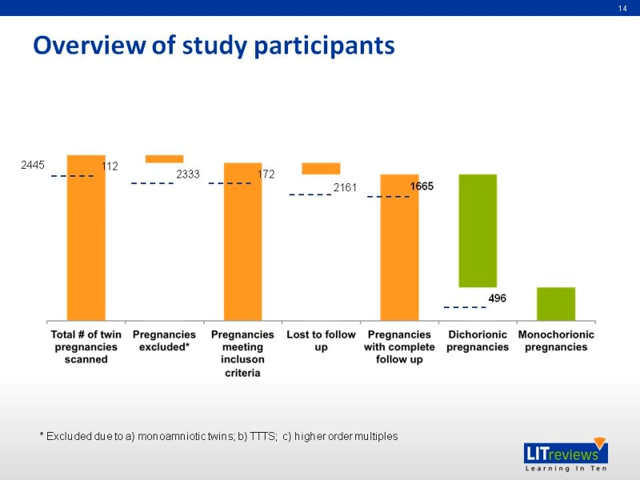 14
Overview of study participants
2445
112
2333
172
2161
1665
496
Total # of twin
pregnancies
scanned
Pregnancies
excluded*
Pregnancies
meeting
incluson
criteria
Lost to follow
up
Pregnancies
with complete
follow up
Dichorionic
pregnancies
Monochorionic
pregnancies
* Excluded due to a) monoamniotic twins; b) TTTS; c) higher order multiples
LITreviews
Learning In Ten